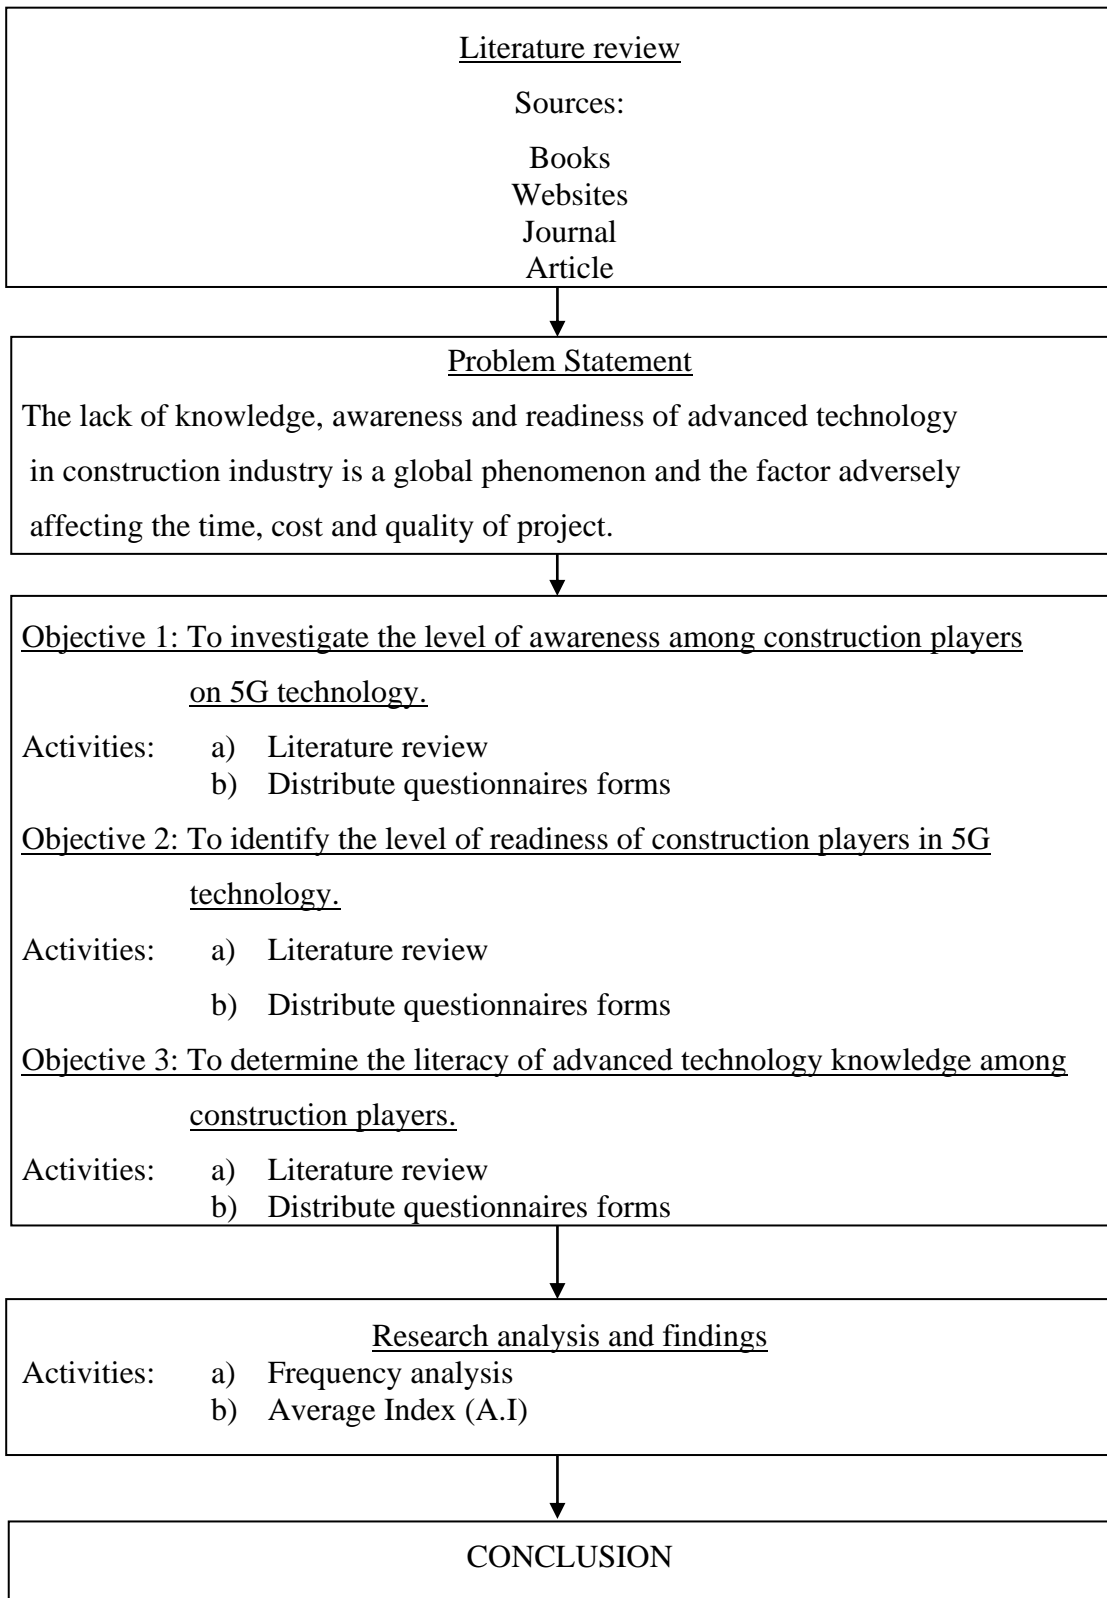 Literature review
Sources:
Books
Websites
Journal
Article
Problem Statement
The lack of knowledge, awareness and readiness of advanced technology
in construction industry is a global phenomenon and the factor adversely
affecting the time, cost and quality of project.
Objective 1: To investigate the level of awareness among construction players
on 5G technology.
Activities: a) Literature review
b) Distribute questionnaires forms
Objective 2: To identify the level of readiness of construction players in 5G
technology.
Activities: a) Literature review
b) Distribute questionnaires forms
Objective 3: To determine the literacy of advanced technology knowledge among
construction players.
Activities: a) Literature review
b) Distribute questionnaires forms
Research analysis and findings
Activities: a) Frequency analysis
b) Average Index (A.I)
CONCLUSION